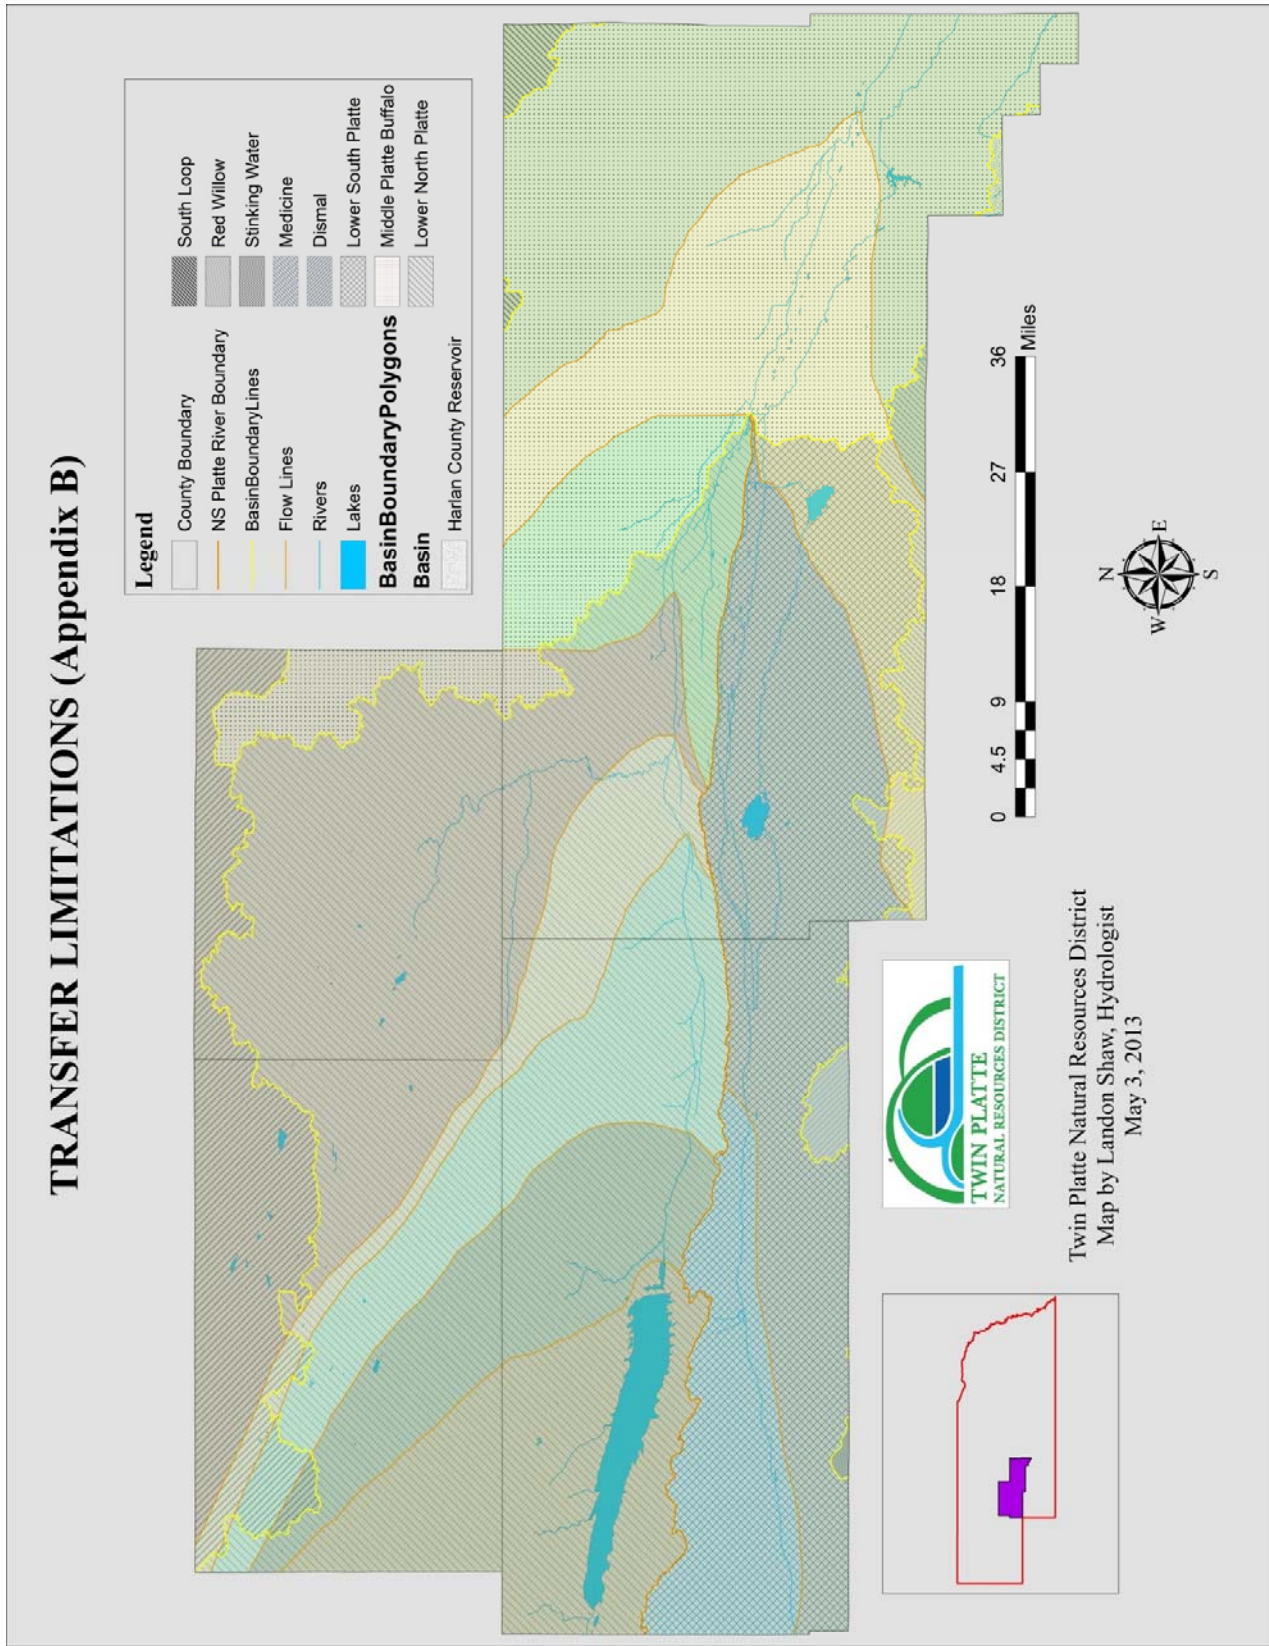 TRANSFER LIMITATIONS (Appendix B)
Legend
County Boundary
NS Platte River Boundary
BasinBoundaryLines
Flow Lines
Rivers
Lakes
BasinBoundaryPolygons
Basin
Harlan County Reservoir
South Loop
Red Willow
Stinking Water
Medicine
Dismal
Lower South Platte
Middle Platte Buffalo
Lower North Platte
0 4.5 9 18 27 36
Miles
N
W E
S
TWIN PLATTE
NATURAL RESOURCES DISTRICT
Twin Platte Natural Resources District
Map by Landon Shaw, Hydrologist
May 3, 2013